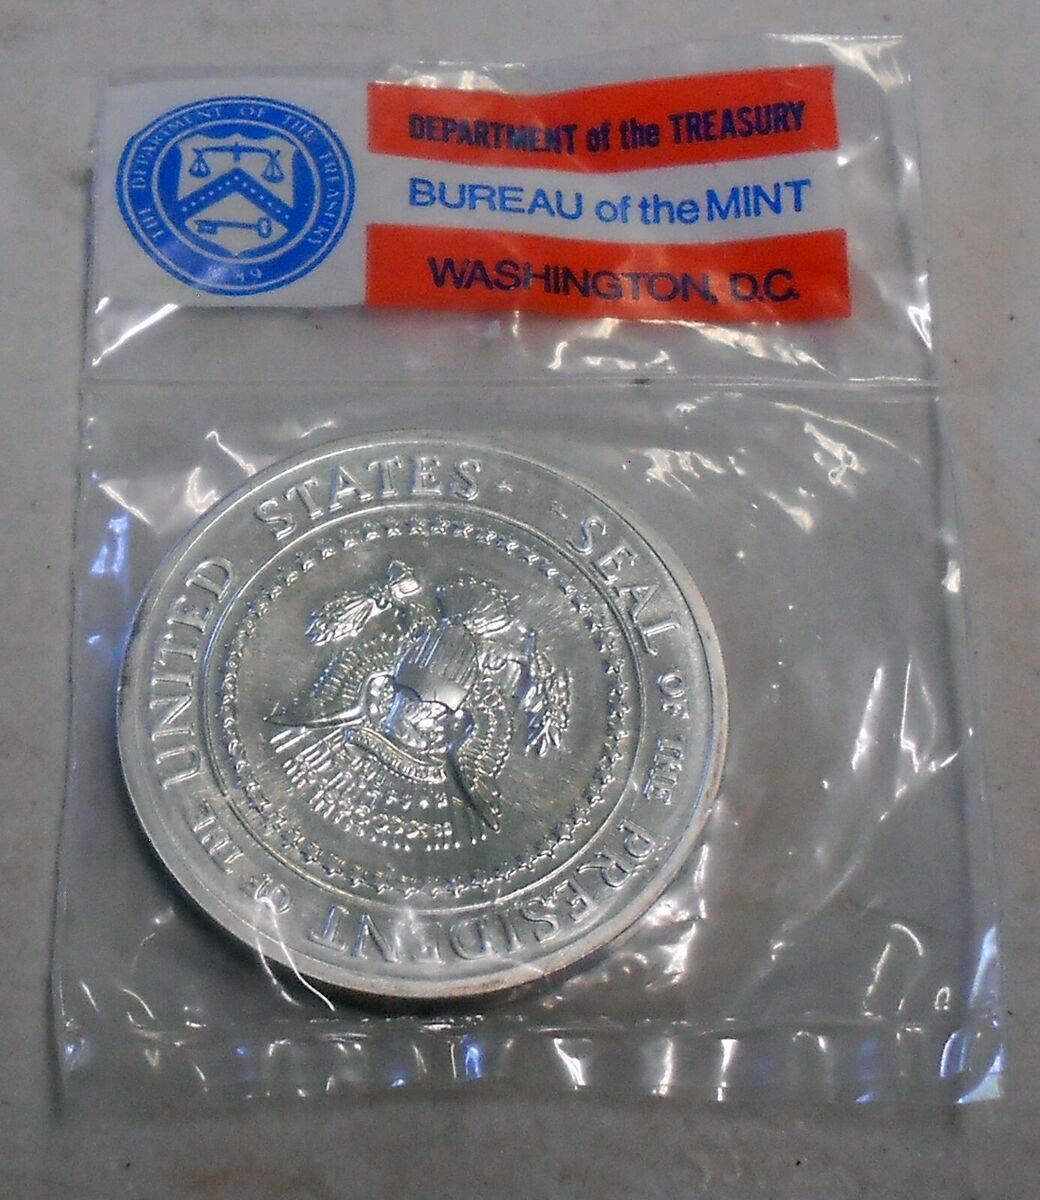 THE DEPARTMENT OF THE TREASURY
1789
DEPARTMENT of the TREASURY
BUREAU of the MINT
WASHINGTON, D.C.
SEAL OF THE PRESIDENT OF THE UNITED STATES